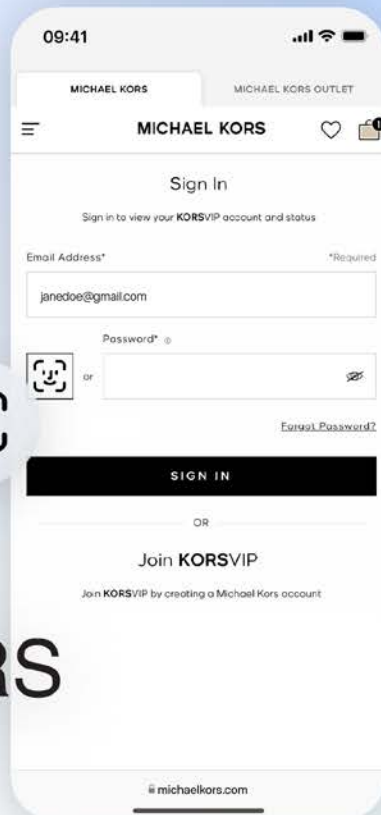 09:41
MICHAEL KORS MICHAEL KORS OUTLET
MICHAEL KORS
Sign In
Sign in to view your KORSVIP account and status
Email Address* *Required
janedoe@gmail.com
Password*
or
Forgot Password?
SIGN IN
OR
Join KORSVIP
Join KORSVIP by creating a Michael Kors account
RS
michaelkors.com